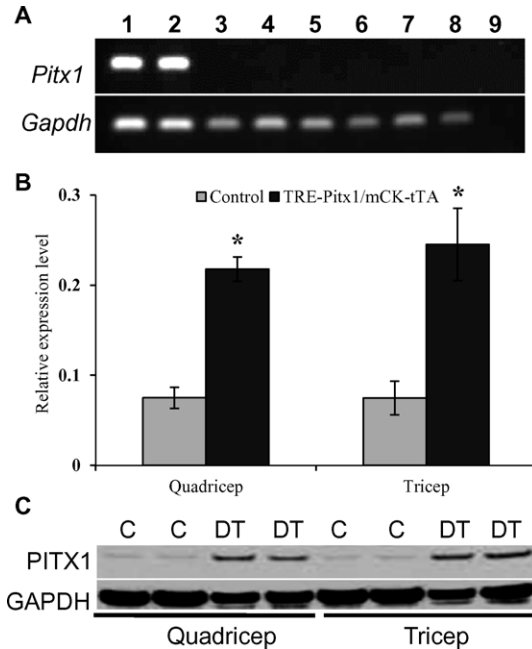 A
1 2 3 4 5 6 7 8 9
Pitx1
Gapdh
B
0.3
Control TRE-Pitx1/mCK-tTA
* *
0.2
Relative expression level
0.1
0
Quadricep Tricep
C
C C DT DT C C DT DT
PITX1
GAPDH
Quadricep Tricep